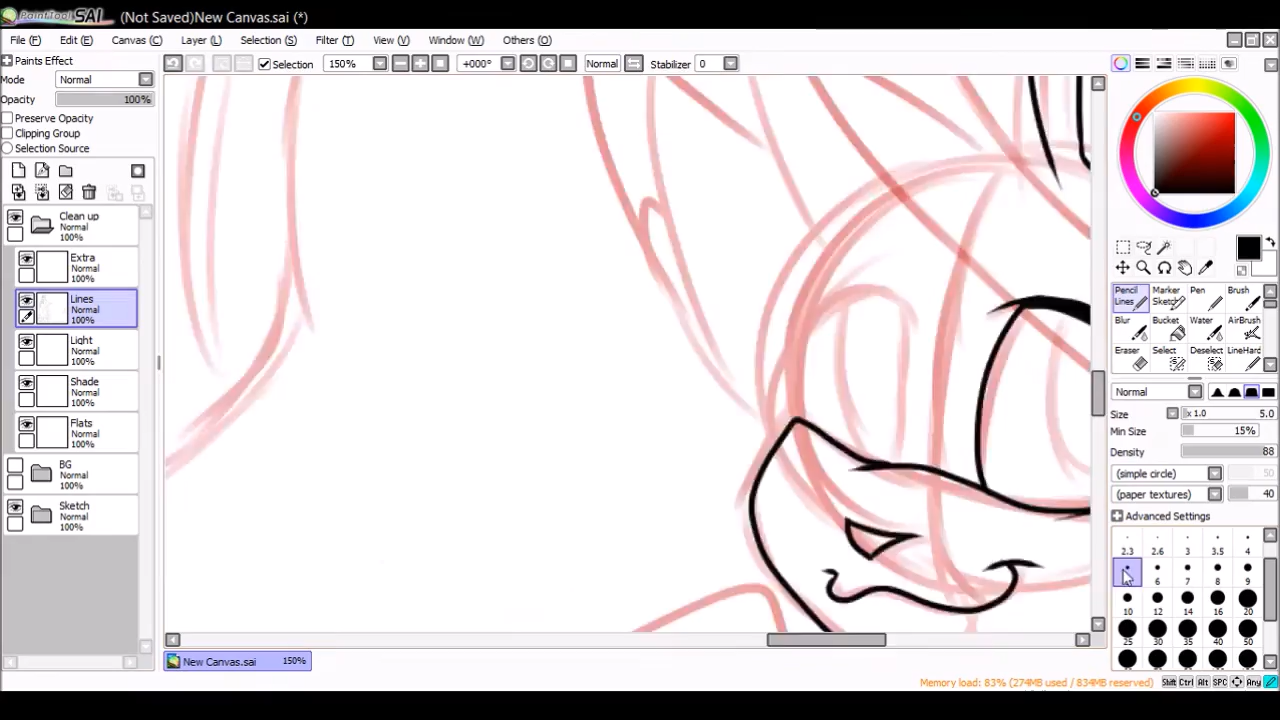 PaintTool SAI (Not Saved)New Canvas.sai (*)
File (F) Edit (E) Canvas (C) Layer (L) Selection (S) Filter (T) View (V) Window (W) Others (O)
Paints Effect
Selection 150% +000° Normal Stabilizer 0
Mode Normal
Opacity 100%
Preserve Opacity
Clipping Group
Selection Source
Clean up
Normal
100%
Extra
Normal
100%
Lines
Normal
100%
Light
Normal
100%
Shade
Normal
100%
Flats
Normal
100%
BG
Normal
100%
Sketch
Normal
100%
Pencil Marker Pen Brush
Lines Sketch
Blur Bucket Water AirBrush
Eraser Select Deselect LineHard
Normal
Size x 1.0 5.0
Min Size 15%
Density 88
(simple circle) 50
(paper textures) 40
Advanced Settings
2.3 2.6 3 3.5 4
6 7 8 9
10 12 14 16 20
25 30 35 40 50
New Canvas.sai 150%
Memory load: 83% (274MB used / 834MB reserved) Shift Ctrl Alt SPC Any